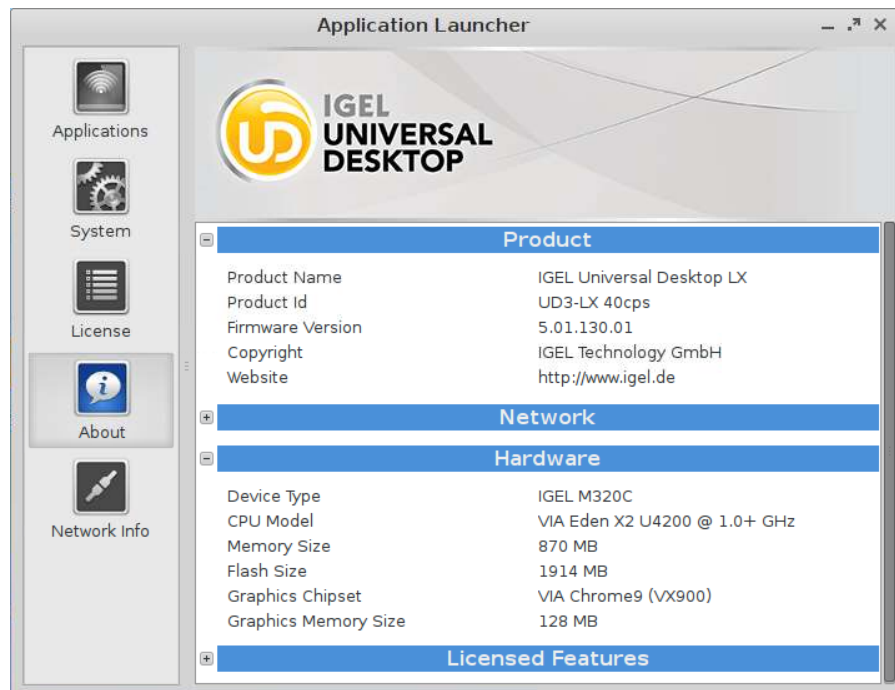 Application Launcher
Applications
System
License
About
Network Info
UD
IGEL
UNIVERSAL
DESKTOP
Product
Product Name IGEL Universal Desktop LX
Product Id UD3-LX 40cps
Firmware Version 5.01.130.01
Copyright IGEL Technology GmbH
Website http://www.igel.de
Network
Hardware
Device Type IGEL M320C
CPU Model VIA Eden X2 U4200 @ 1.0+ GHz
Memory Size 870 MB
Flash Size 1914 MB
Graphics Chipset VIA Chrome9 (VX900)
Graphics Memory Size 128 MB
Licensed Features